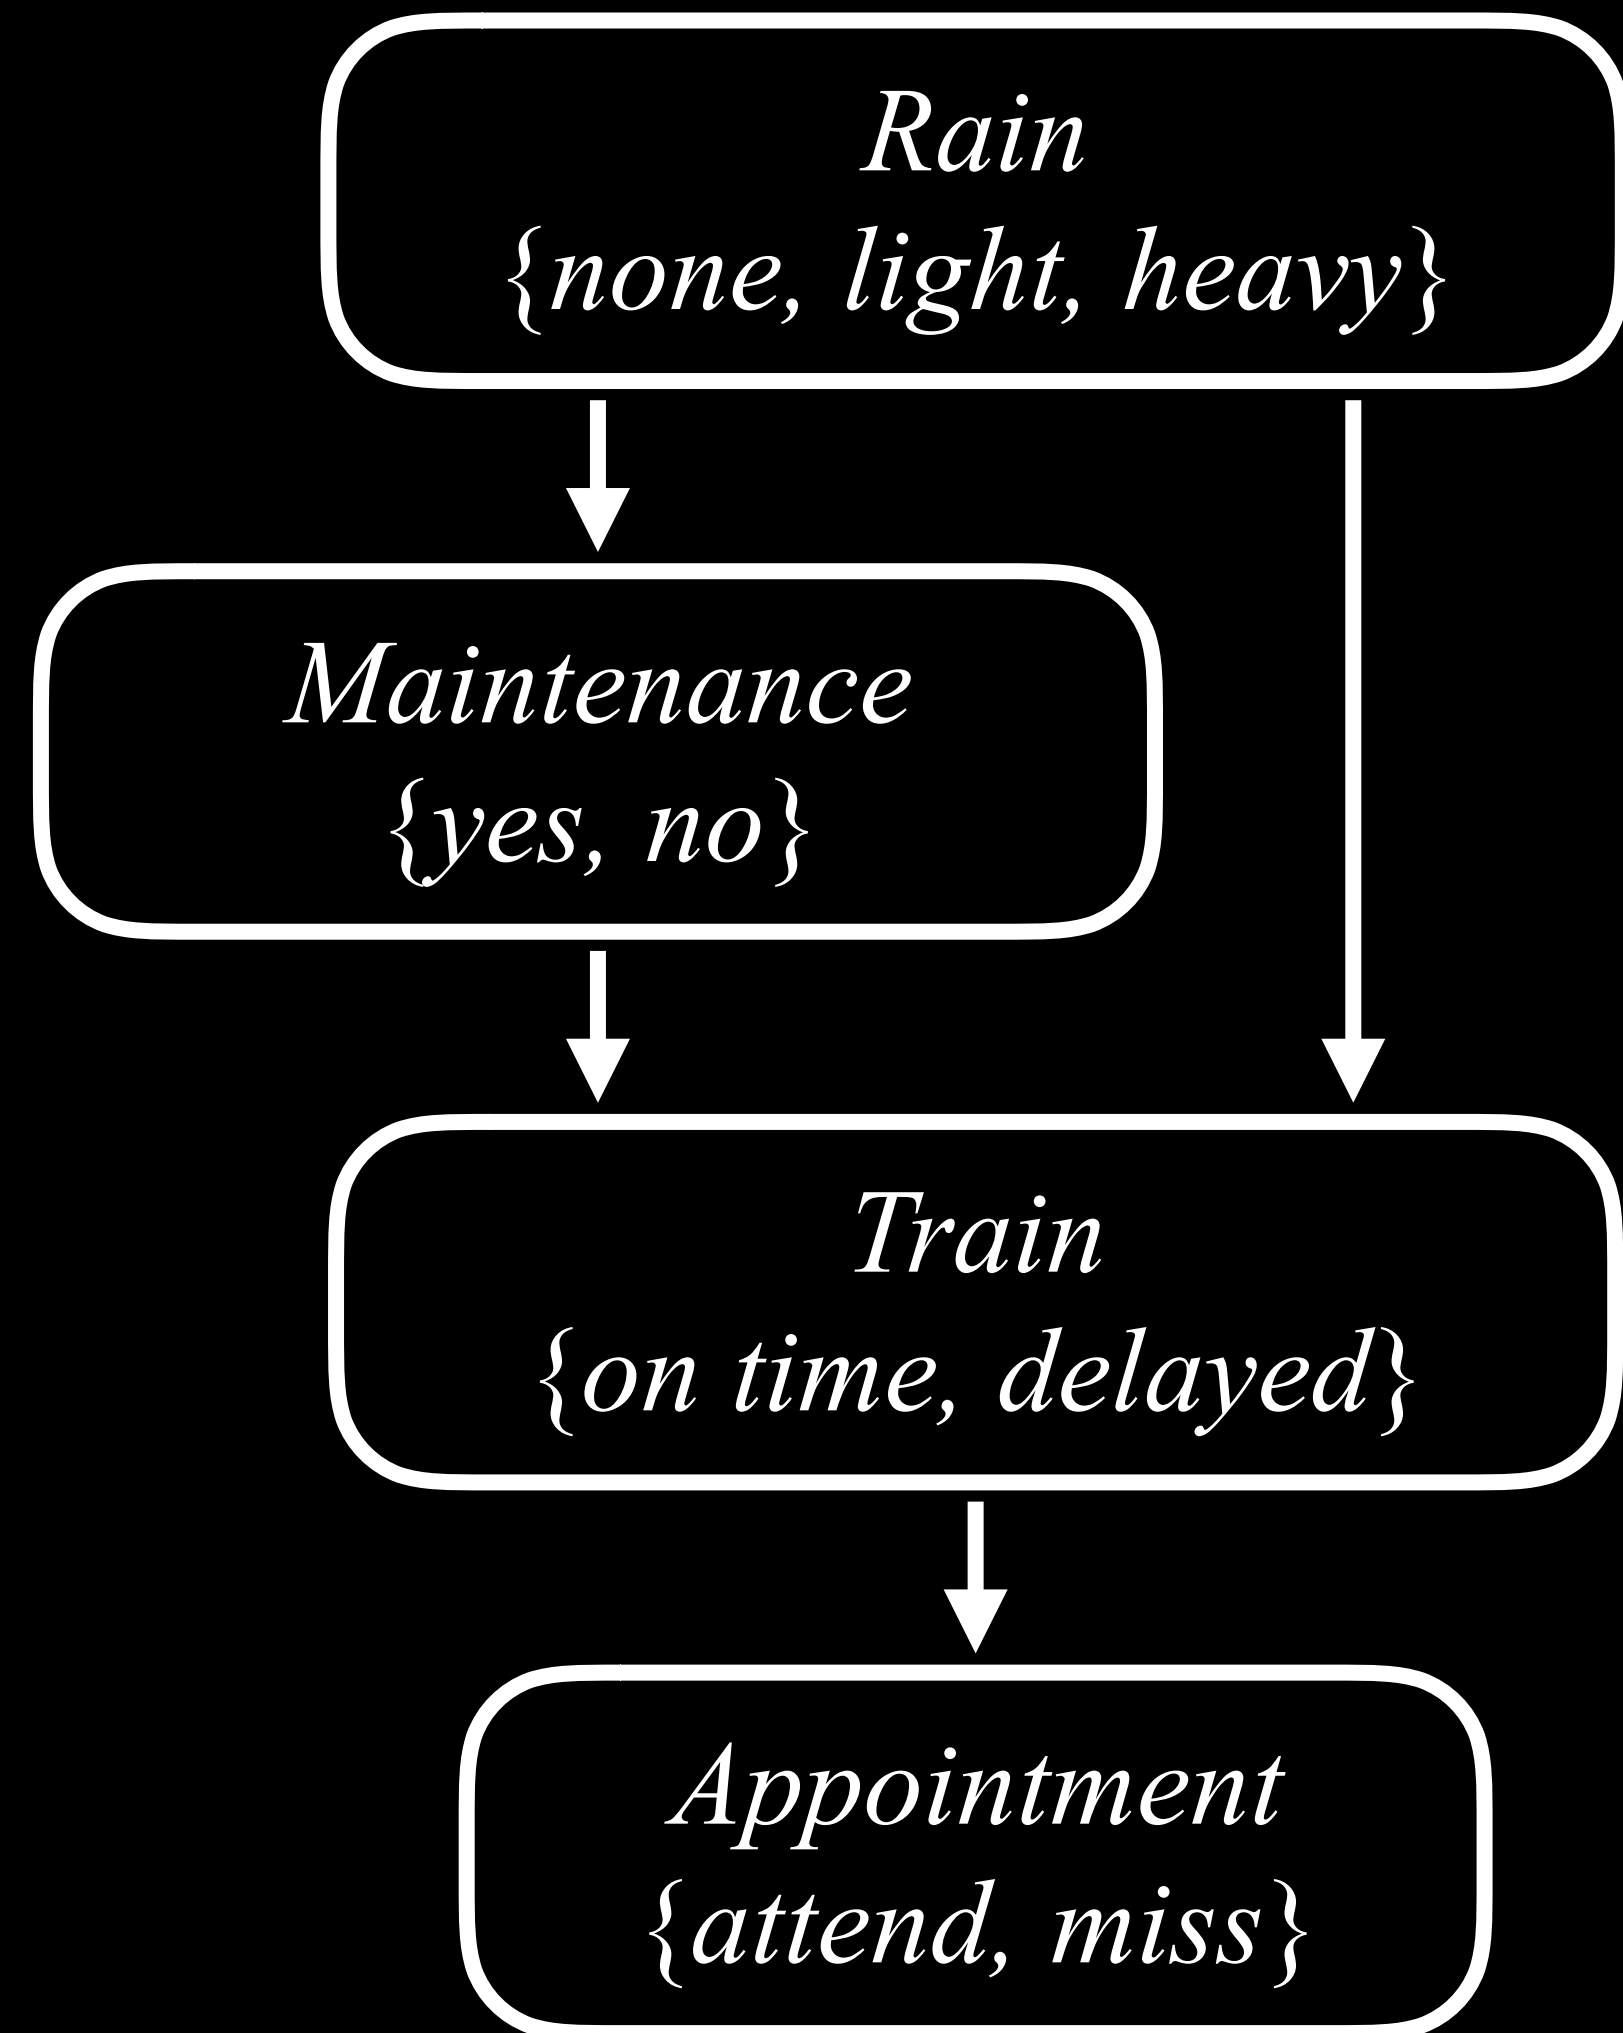 Rain
{none, light, heavy}
Maintenance
{yes, no}
Train
{on time, delayed}
Appointment
{attend, miss}